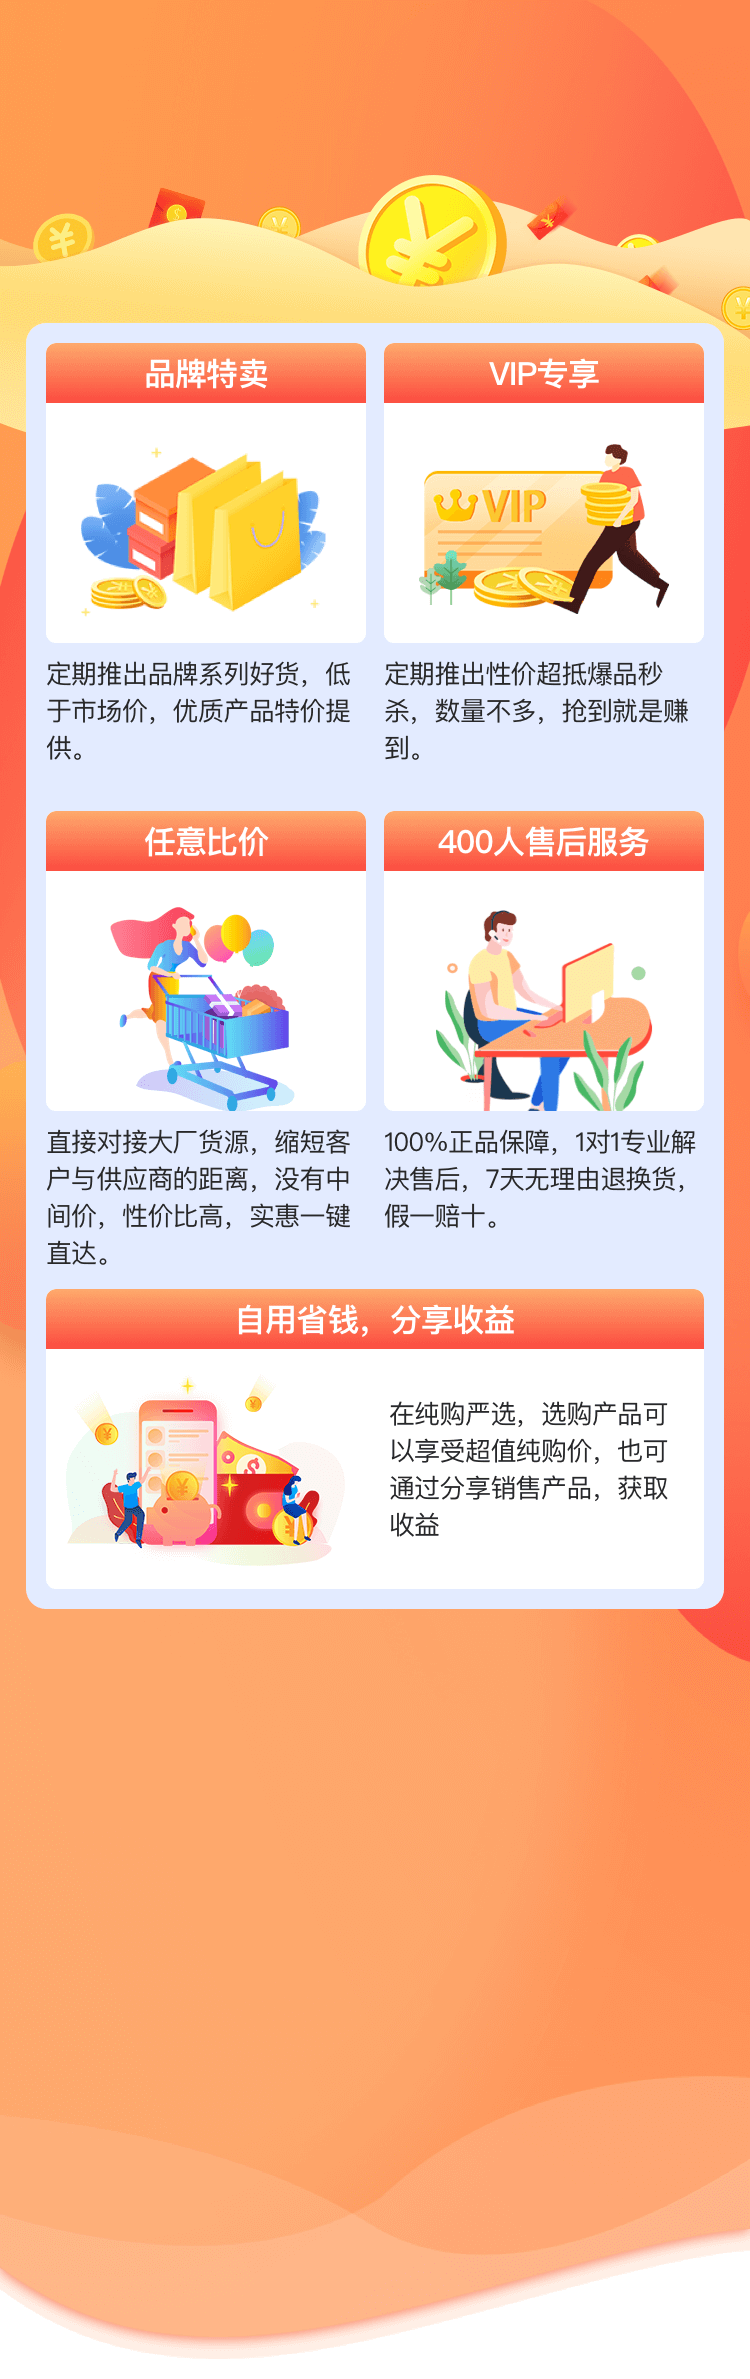 品牌特卖
定期推出品牌系列好货，低
于市场价，优质产品特价提
供。
VIP专享
VIP
定期推出性价超抵爆品秒
杀，数量不多，抢到就是赚
到。
任意比价
直接对接大厂货源，缩短客
户与供应商的距离，没有中
间价，性价比高，实惠一键
直达。
400人售后服务
100%正品保障，1对1专业解
决售后，7天无理由退换货，
假一赔十。
自用省钱，分享收益
在纯购严选，选购产品可
以享受超值纯购价，也可
通过分享销售产品，获取
收益